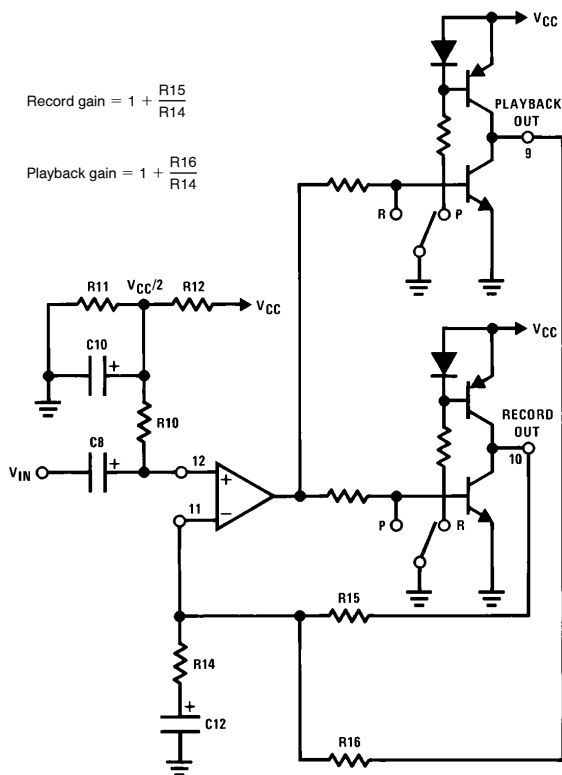 VCC
Record gain = 1 + R15/R14
PLAYBACK
OUT
9
Playback gain = 1 + R16/R14
R
P
R11
VCC/2
R12
VCC
C10
+
VCC
R10
RECORD
OUT
10
C8
+
VIN
12
+
11
−
P
R
R15
R14
+
C12
R16